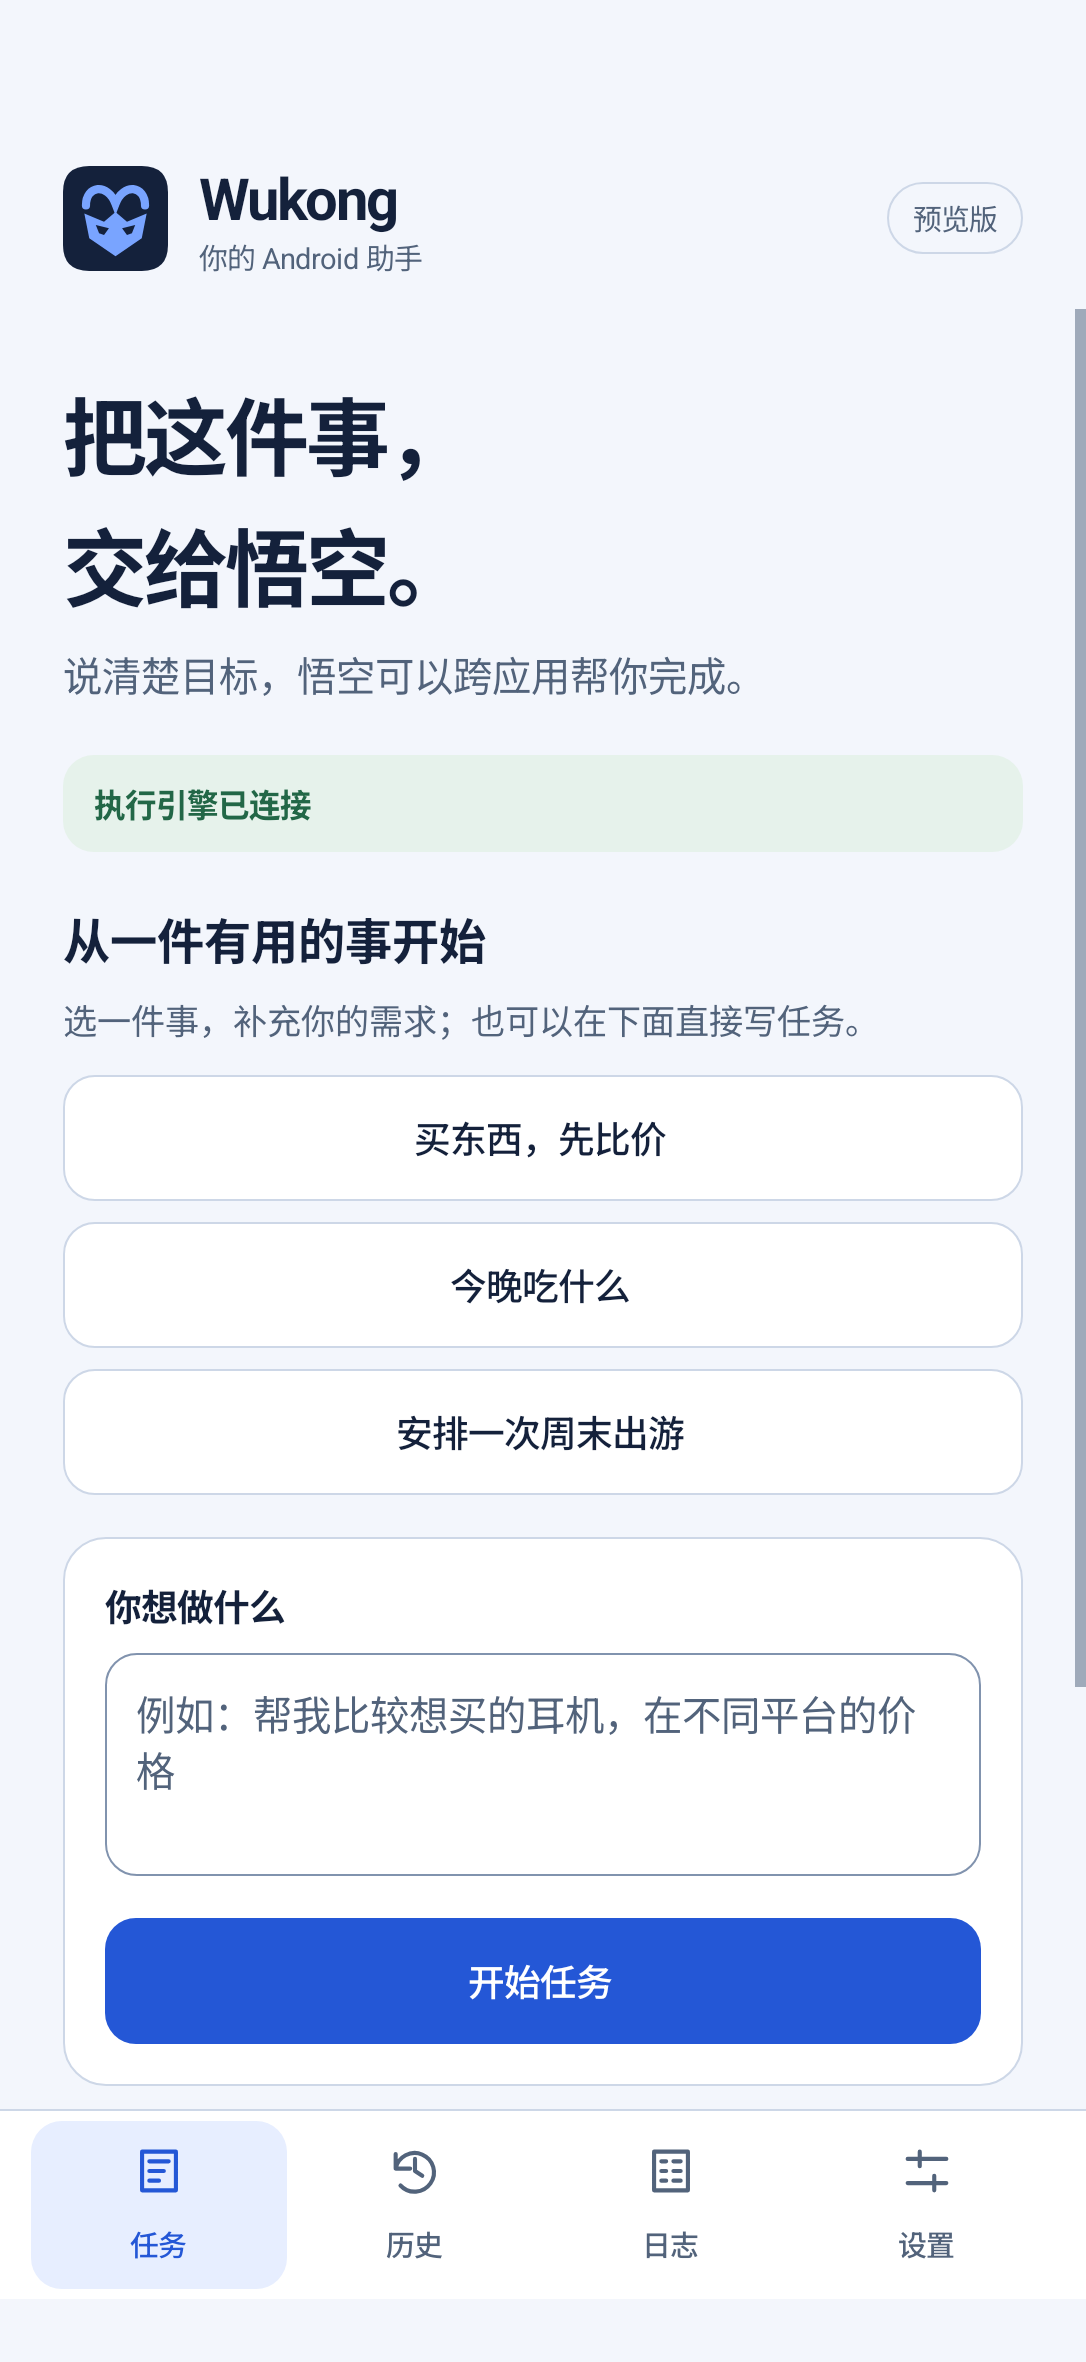 Wukong
你的 Android 助手
预览版
把这件事，
交给悟空。
说清楚目标，悟空可以跨应用帮你完成。
执行引擎已连接
从一件有用的事开始
选一件事，补充你的需求；也可以在下面直接写任务。
买东西，先比价
今晚吃什么
安排一次周末出游
你想做什么
例如：帮我比较想买的耳机，在不同平台的价
格
开始任务
任务
历史
日志
设置